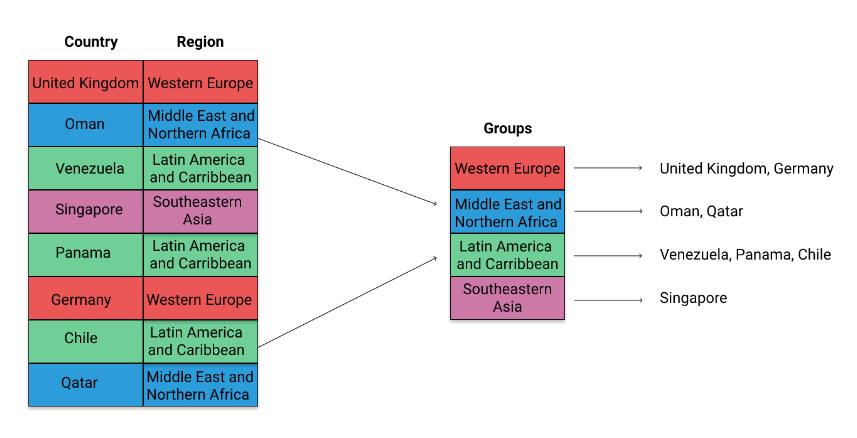 Country Region
United Kingdom Western Europe
Oman
Middle East and
Northern Africa
Venezuela
Latin America
and Carribbean
Singapore
Southeastern
Asia
Panama
Latin America
and Carribbean
Germany Western Europe
Chile
Latin America
and Caribbean
Qatar
Middle East and
Northern Africa
Groups
Western Europe
United Kingdom, Germany
Middle East and
Northern Africa
Oman, Qatar
Latin America
and Carribbean
Venezuela, Panama, Chile
Southeastern
Asia
Singapore